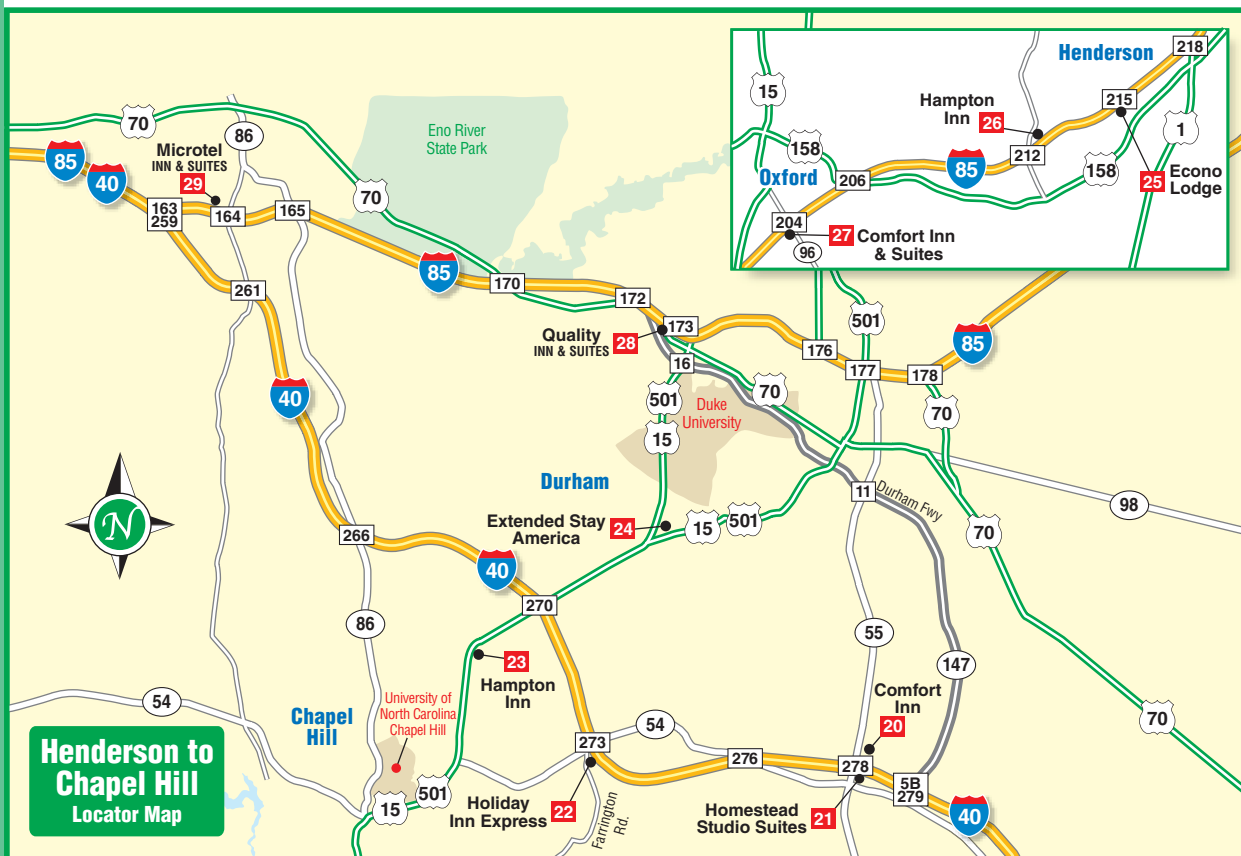 15
158
Oxford
206
204
96
27 Comfort Inn
& Suites
85
Hampton
Inn
26
212
Henderson
218
215
1
158
25
Econo
Lodge
70
86
Eno River
State Park
85
40
Microtel
INN & SUITES
29
163
259
164
165
70
261
85
170
172
173
Quality
INN & SUITES
28
16
176
501
177
178
85
40
501
15
Duke
University
70
70
Durham
11
Durham Fwy
98
N
Extended Stay
America
24
15
501
70
266
40
270
86
55
147
23
Hampton
Inn
54
Chapel
Hill
University of
North Carolina
Chapel Hill
Comfort
Inn
20
70
273
54
276
278
5B
279
40
15
501
Holiday
Inn Express
22
Farrington
Rd.
Homestead
Studio Suites
21
Henderson to
Chapel Hill
Locator Map